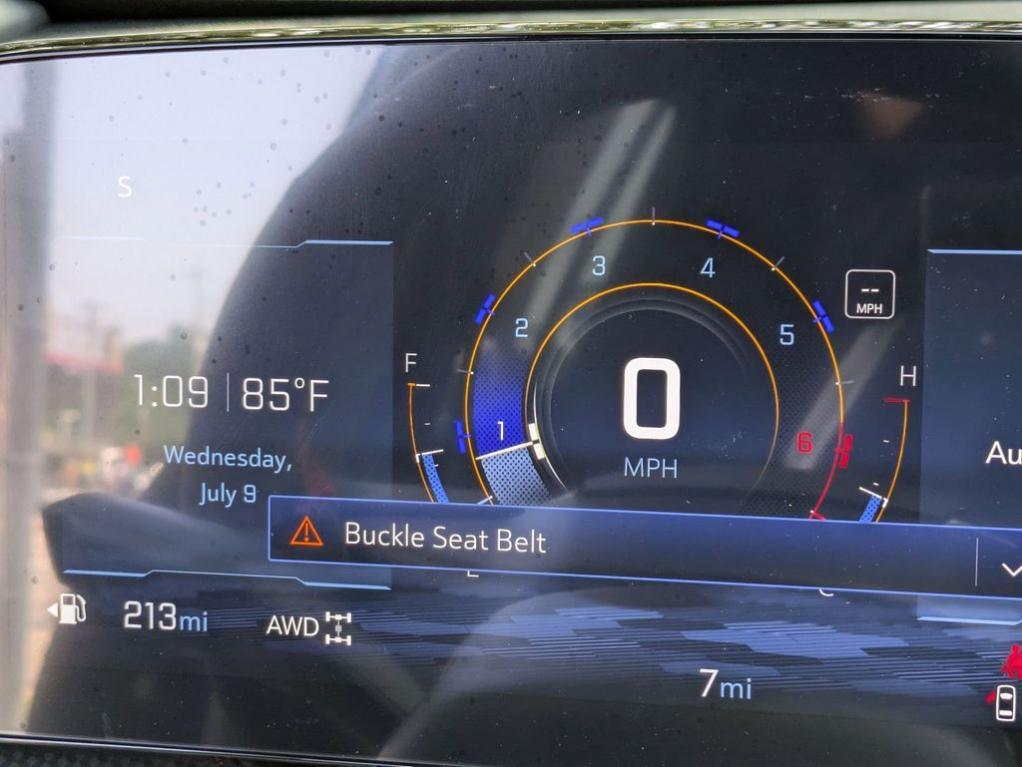 S
3
4
2
5
--
MPH
F
H
1:09 85°F
0
1
6
Au
Wednesday,
July 9
MPH
Buckle Seat Belt
213mi
AWD
7mi